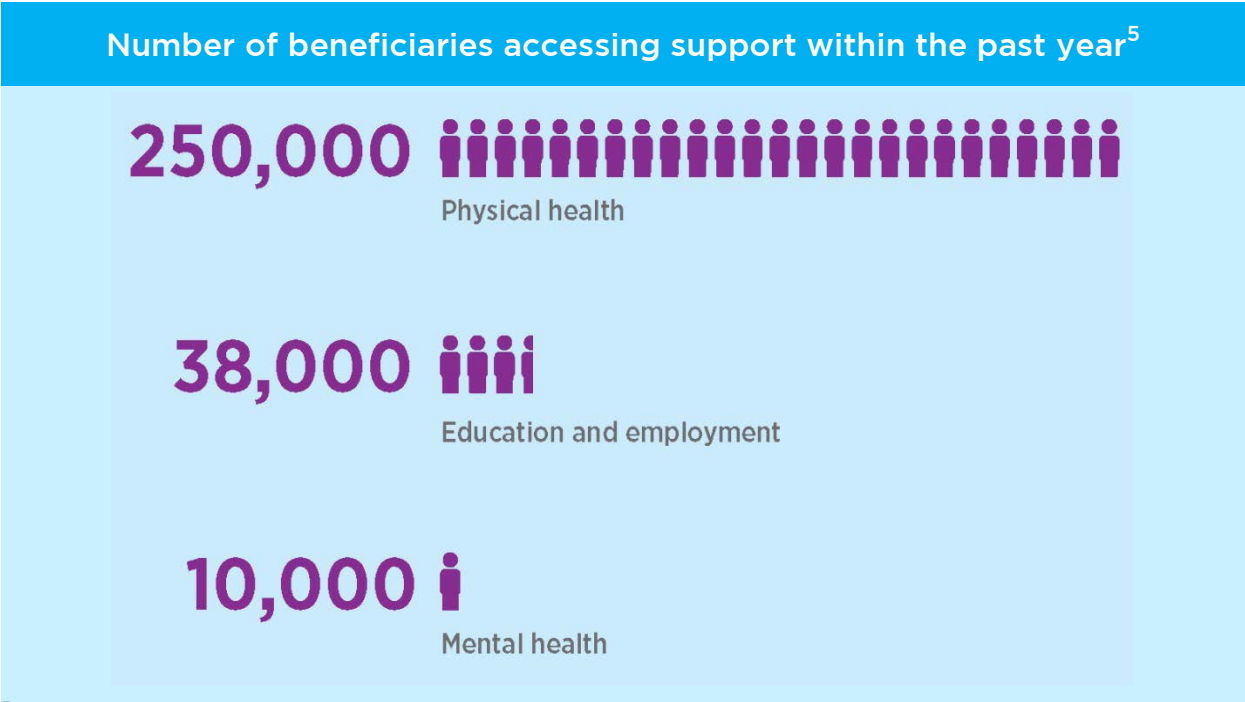 Number of beneficiaries accessing support within the past year⁵
250,000
Physical health
38,000
Education and employment
10,000
Mental health